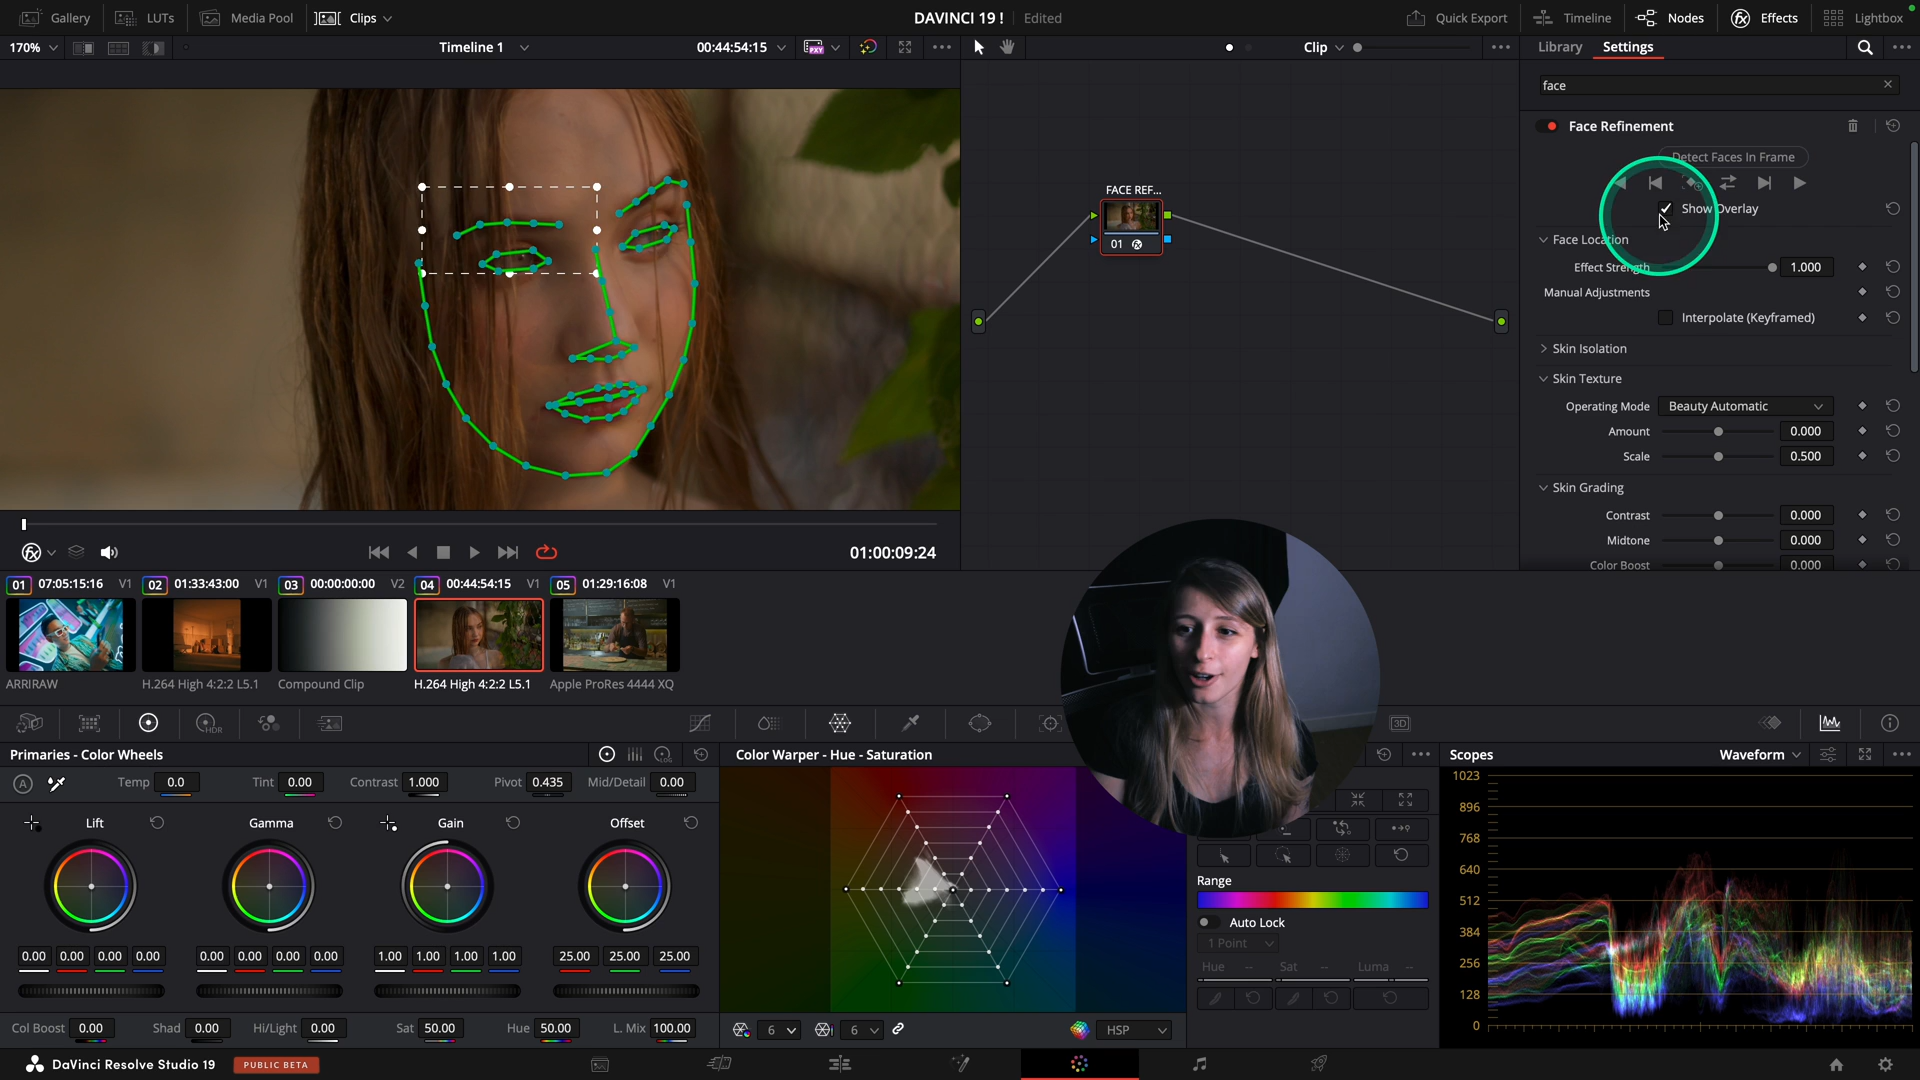 Gallery
LUTs
Media Pool
Clips
DAVINCI 19 !
Edited
Quick Export
Timeline
Nodes
Effects
Lightbox
170%
Timeline 1
00:44:54:15
PXY
Clip
Library
Settings
face
Face Refinement
Detect Faces In Frame
Show Overlay
Face Location
Effect Strength
1.000
Manual Adjustments
Interpolate (Keyframed)
Skin Isolation
Skin Texture
Operating Mode
Beauty Automatic
Amount
0.000
Scale
0.500
Skin Grading
Contrast
0.000
Midtone
0.000
Color Boost
0.000
FACE REF...
01
01:00:09:24
01 07:05:15:16 V1
02 01:33:43:00 V1
03 00:00:00:00 V2
04 00:44:54:15 V1
05 01:29:16:08 V1
ARRIRAW
H.264 High 4:2:2 L5.1
Compound Clip
H.264 High 4:2:2 L5.1
Apple ProRes 4444 XQ
HDR
3D
Primaries - Color Wheels
LOG
A
Temp 0.0
Tint 0.00
Contrast 1.000
Pivot 0.435
Mid/Detail 0.00
Lift
Gamma
Gain
Offset
0.00 0.00 0.00 0.00
0.00 0.00 0.00 0.00
1.00 1.00 1.00 1.00
25.00 25.00 25.00
Col Boost 0.00
Shad 0.00
Hi/Light 0.00
Sat 50.00
Hue 50.00
L. Mix 100.00
Color Warper - Hue - Saturation
6
6
HSP
Range
Auto Lock
1 Point
Hue --
Sat --
Luma --
Scopes
Waveform
1023
896
768
640
512
384
256
128
0
DaVinci Resolve Studio 19
PUBLIC BETA